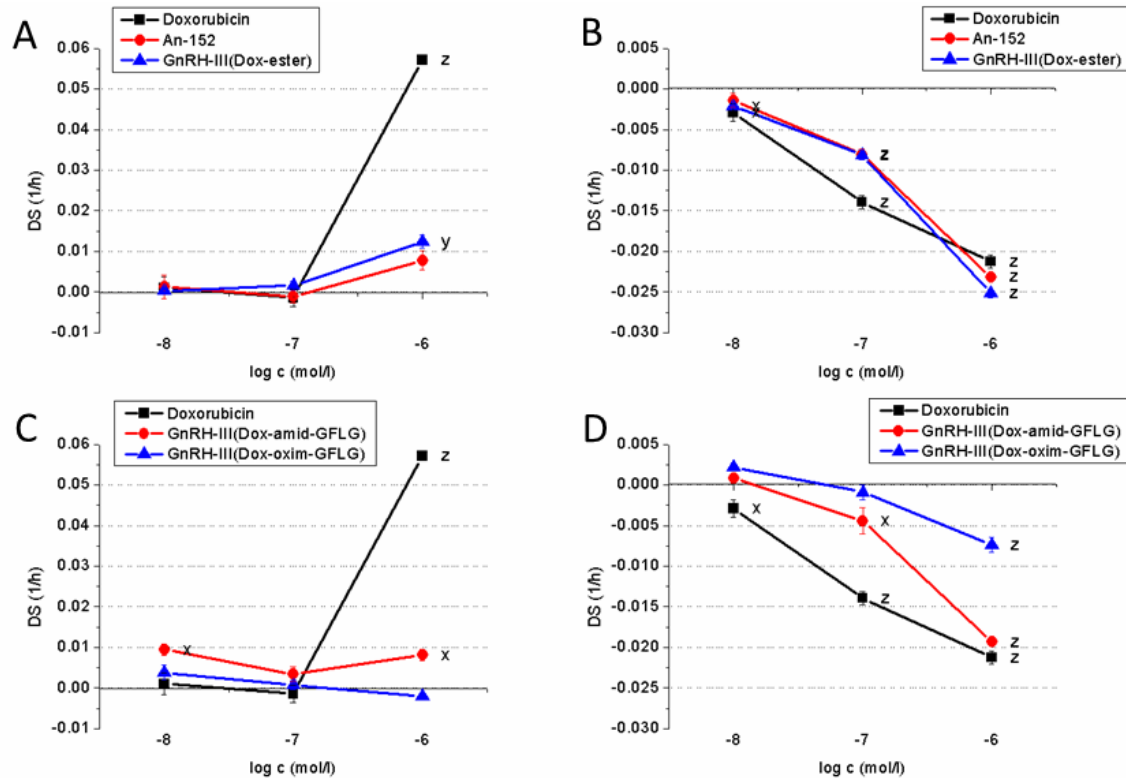 A
Doxorubicin
An-152
GnRH-III(Dox-ester)
0.06
0.05
0.04
0.03
0.02
0.01
0.00
-0.01
DS (1/h)
z
y
-8
-7
-6
log c (mol/l)
B
Doxorubicin
An-152
GnRH-III(Dox-ester)
0.005
0.000
-0.005
-0.010
-0.015
-0.020
-0.025
-0.030
DS (1/h)
x
z
z
z
z
z
-8
-7
-6
log c (mol/l)
C
Doxorubicin
GnRH-III(Dox-amid-GFLG)
GnRH-III(Dox-oxim-GFLG)
0.06
0.05
0.04
0.03
0.02
0.01
0.00
-0.01
DS (1/h)
z
x
x
-8
-7
-6
log c (mol/l)
D
Doxorubicin
GnRH-III(Dox-amid-GFLG)
GnRH-III(Dox-oxim-GFLG)
0.005
0.000
-0.005
-0.010
-0.015
-0.020
-0.025
-0.030
DS (1/h)
x
x
z
z
z
z
-8
-7
-6
log c (mol/l)